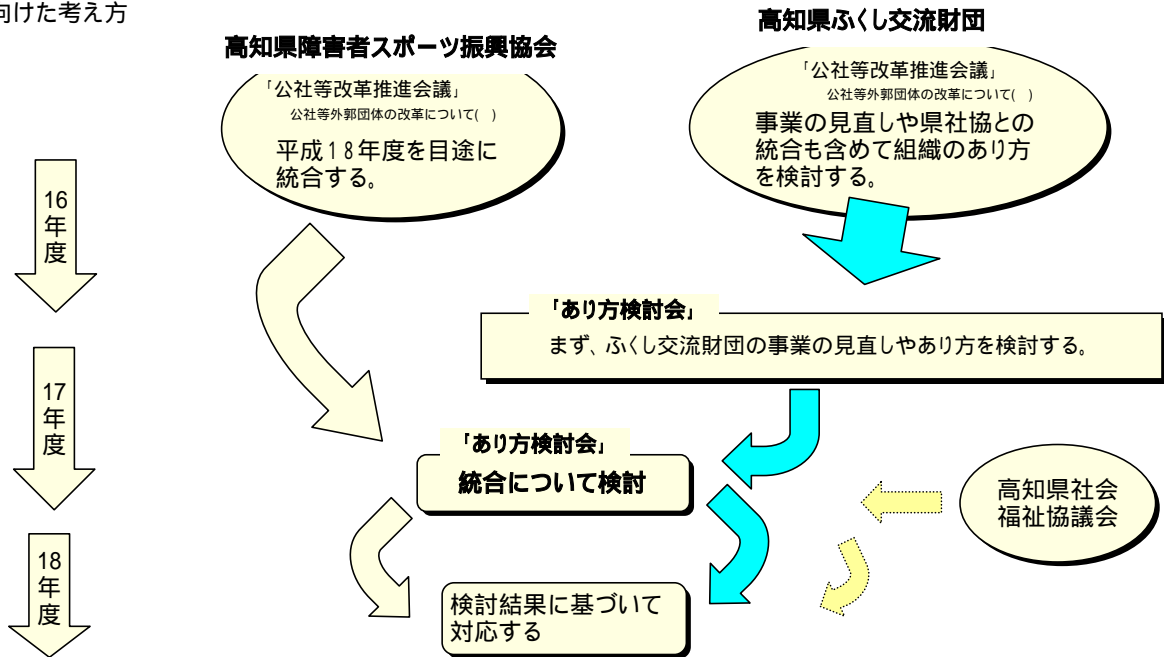 向けた考え方
高知県障害者スポーツ振興協会
「公社等改革推進会議」
公社等外郭団体の改革について( )
平成18年度を目途に
統合する。
高知県ふくし交流財団
「公社等改革推進会議」
公社等外郭団体の改革について( )
事業の見直しや県社協との
統合も含めて組織のあり方
を検討する。
16
年
度
「あり方検討会」
まず、ふくし交流財団の事業の見直しやあり方を検討する。
17
年
度
「あり方検討会」
統合について検討
高知県社会
福祉協議会
18
年
度
検討結果に基づいて
対応する